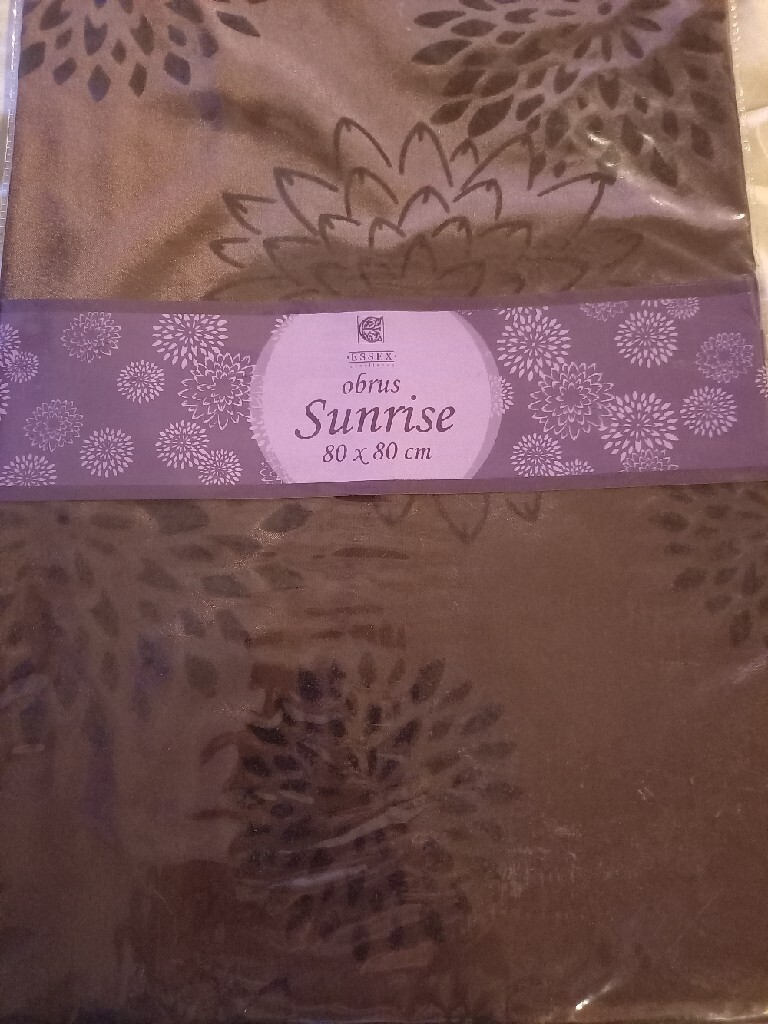 ESSEX
obrus
Sunrise
80 x 80 cm